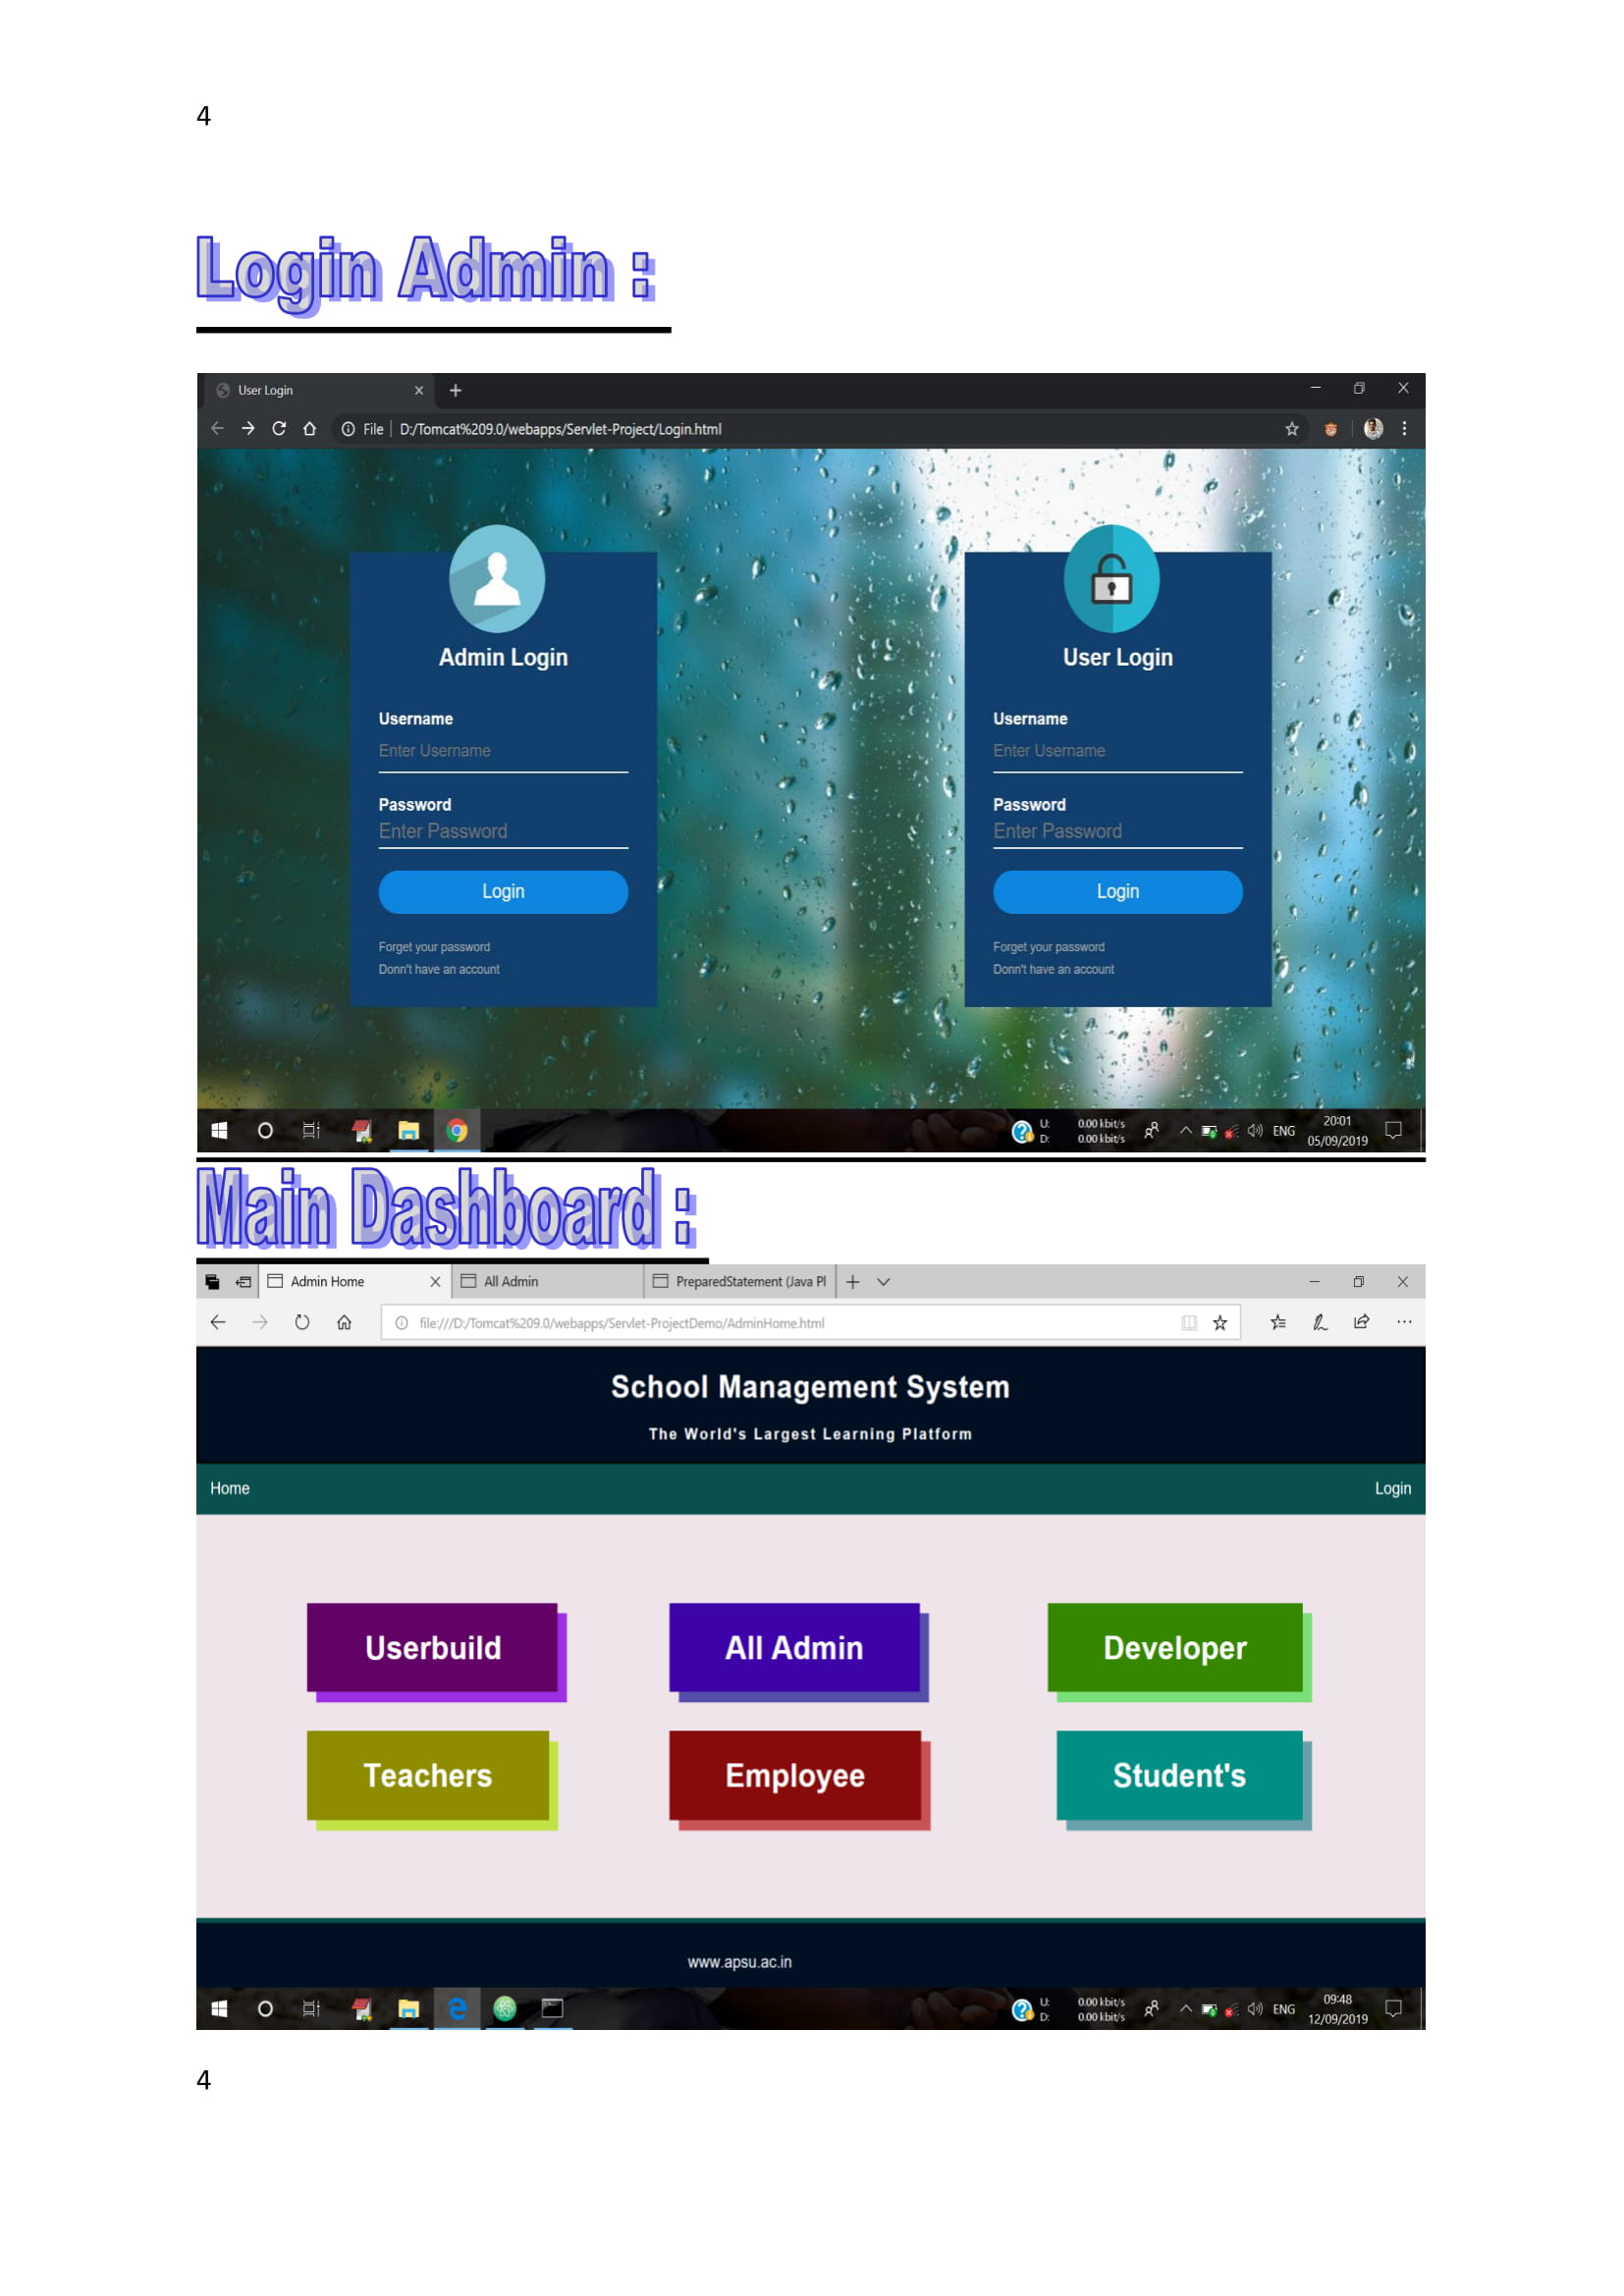 4
Login Admin :
User Login
File | D:/Tomcat%209.0/webapps/Servlet-Project/Login.html
Admin Login
Username
Enter Username
Password
Enter Password
Login
Forget your password
Donn't have an account
User Login
Username
Enter Username
Password
Enter Password
Login
Forget your password
Donn't have an account
U: 0.00 kbit/s
D: 0.00 kbit/s
ENG
20:01
05/09/2019
Main Dashboard :
Admin Home
All Admin
PreparedStatement (Java Pl
file:///D:/Tomcat%209.0/webapps/Servlet-ProjectDemo/AdminHome.html
School Management System
The World's Largest Learning Platform
Home Login
Userbuild All Admin Developer
Teachers Employee Student's
www.apsu.ac.in
U: 0.00 kbit/s
D: 0.00 kbit/s
ENG
09:48
12/09/2019
4